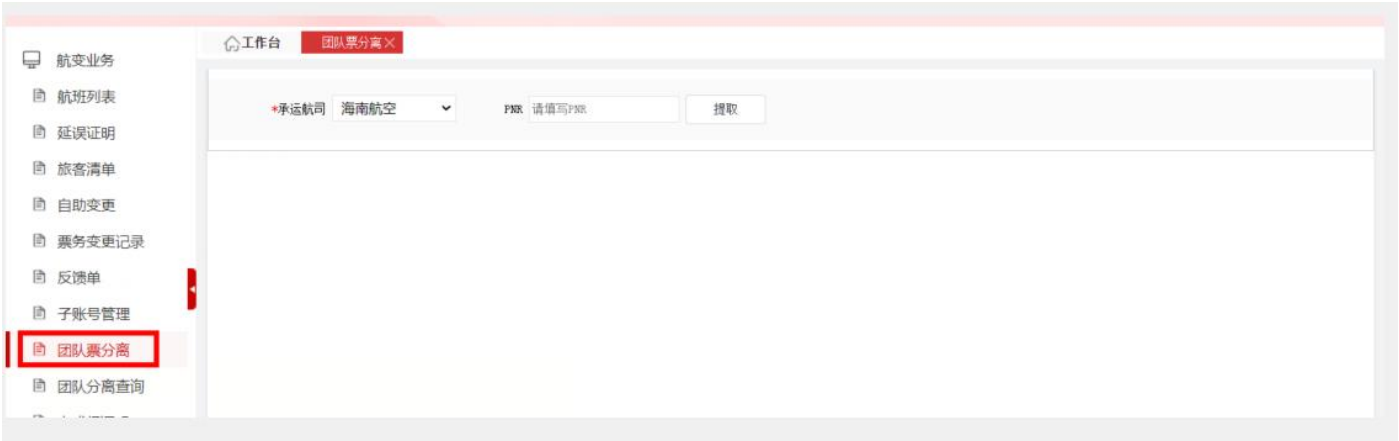 工作台 团队票分离
航变业务
航班列表
*承运航司 海南航空 PNR 请填写PNR 提取
延误证明
旅客清单
自助变更
票务变更记录
反馈单
子账号管理
团队票分离
团队分离查询